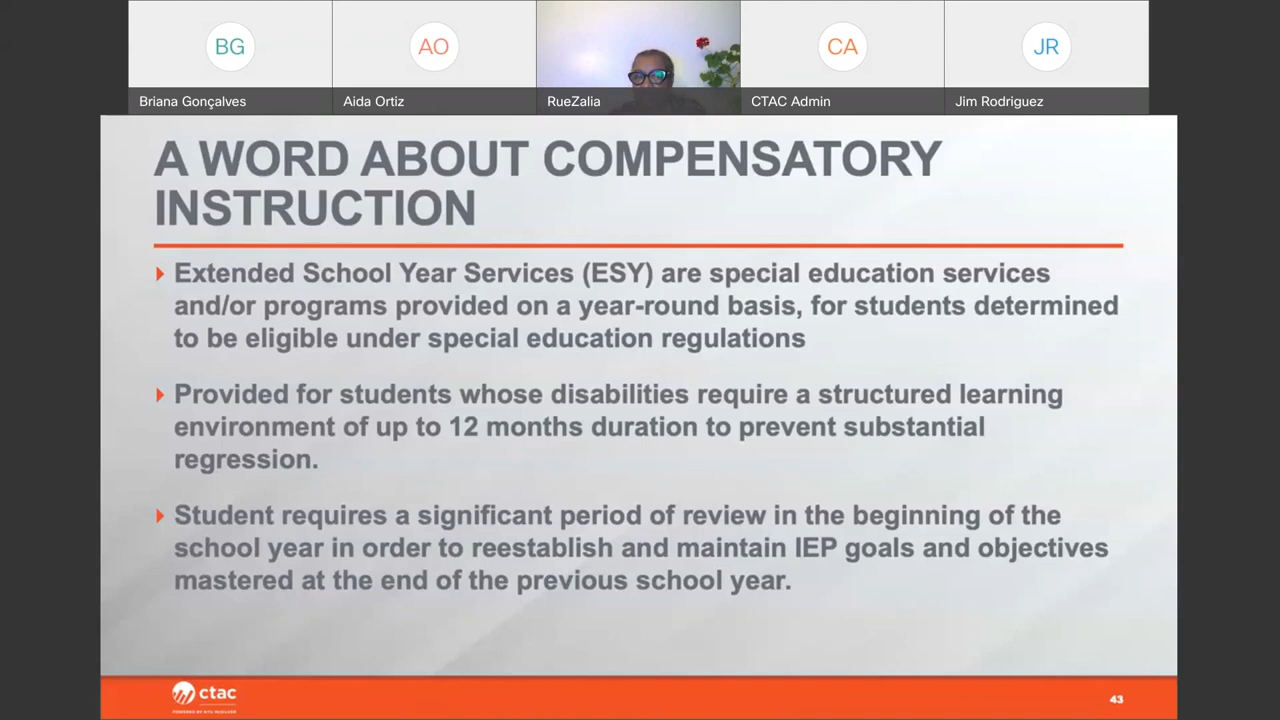 BG
AO
CA
JR
Briana Gonçalves
Aida Ortiz
RueZalia
CTAC Admin
Jim Rodriguez
A WORD ABOUT COMPENSATORY
INSTRUCTION
Extended School Year Services (ESY) are special education services
and/or programs provided on a year-round basis, for students determined
to be eligible under special education regulations
Provided for students whose disabilities require a structured learning
environment of up to 12 months duration to prevent substantial
regression.
Student requires a significant period of review in the beginning of the
school year in order to reestablish and maintain IEP goals and objectives
mastered at the end of the previous school year.
ctac
POWERED BY NYU MCSILVER
43